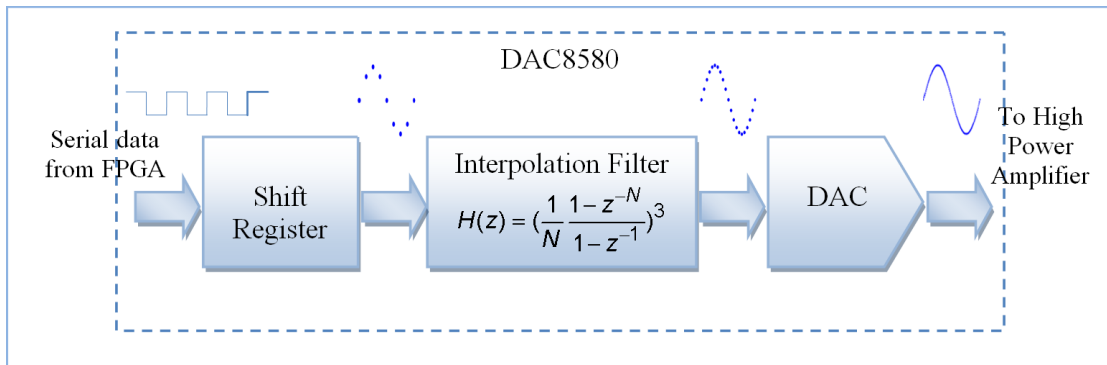 DAC8580
Serial data
from FPGA
Shift
Register
Interpolation Filter
H(z) = (1/N (1 − z^{−N})/(1 − z^{−1}))^3
DAC
To High
Power
Amplifier